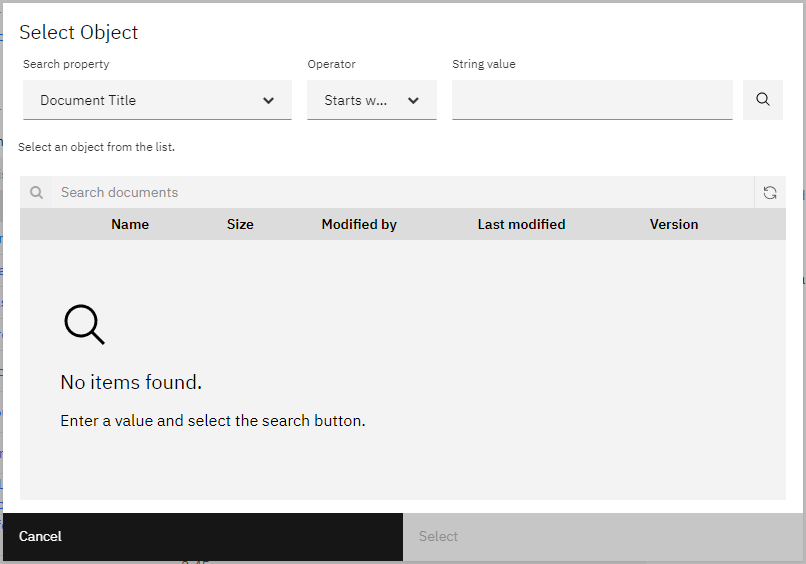 Select Object
Search property Operator String value
Document Title Starts w...
Select an object from the list.
Search documents
Name Size Modified by Last modified Version
No items found.
Enter a value and select the search button.
Cancel Select